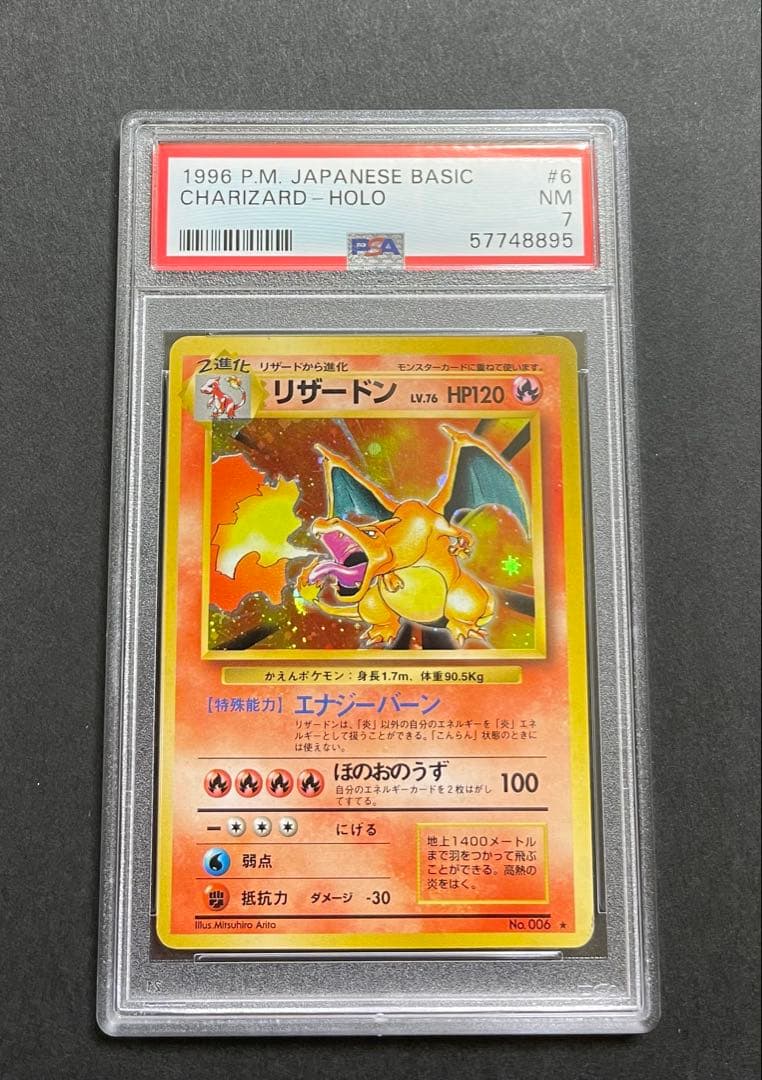 1996 P.M. JAPANESE BASIC #6
CHARIZARD-HOLO NM
7
PSA 57748895
2進化 リザードから進化 モンスターカードに重ねて使います。
リザードン LV.76 HP120
かえんポケモン:身長1.7m、体重90.5Kg
【特殊能力】エナジーバーン
リザードンは、「炎」以外の自分のエネルギーを「炎」エネ
ルギーとして扱うことができる。「こんらん」状態のときに
は使えない。
ほのおのうず 100
自分のエネルギーカードを2枚はがし
てすてる。
にげる
弱点
抵抗力 ダメージ -30
地上1400メートル
まで羽をつかって飛ぶ
ことができる。高熱の
炎をはく。
Illus.Mitsuhiro Arita No. 006 ★